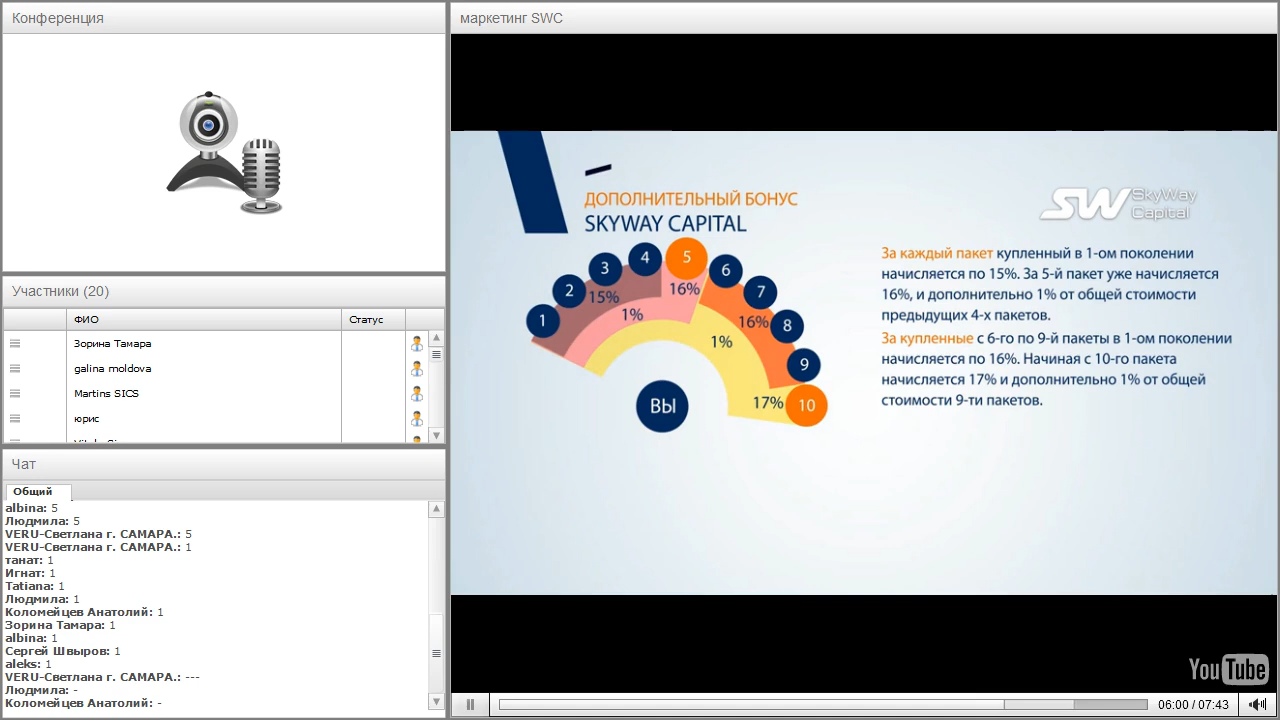 Конференция
Участники (20)
ФИО Статус
Зорина Тамара
galina moldova
Martins SICS
юрис
Чат
Общий
albina: 5
Людмила: 5
VERU-Светлана г. САМАРА.: 5
VERU-Светлана г. САМАРА.: 1
танат: 1
Игнат: 1
Tatiana: 1
Людмила: 1
Коломейцев Анатолий: 1
Зорина Тамара: 1
albina: 1
Сергей Швыров: 1
aleks: 1
VERU-Светлана г. САМАРА.: ---
Людмила: -
Коломейцев Анатолий: -
маркетинг SWC
ДОПОЛНИТЕЛЬНЫЙ БОНУС
SKYWAY CAPITAL
1
2
3
4
5
6
7
8
9
10
15%
16%
1%
16%
1%
17%
ВЫ
SW SkyWay
Capital
За каждый пакет купленный в 1-ом поколении
начисляется по 15%. За 5-й пакет уже начисляется
16%, и дополнительно 1% от общей стоимости
предыдущих 4-х пакетов.
За купленные с 6-го по 9-й пакеты в 1-ом поколении
начисляется по 16%. Начиная с 10-го пакета
начисляется 17% и дополнительно 1% от общей
стоимости 9-ти пакетов.
YouTube
06:00 / 07:43